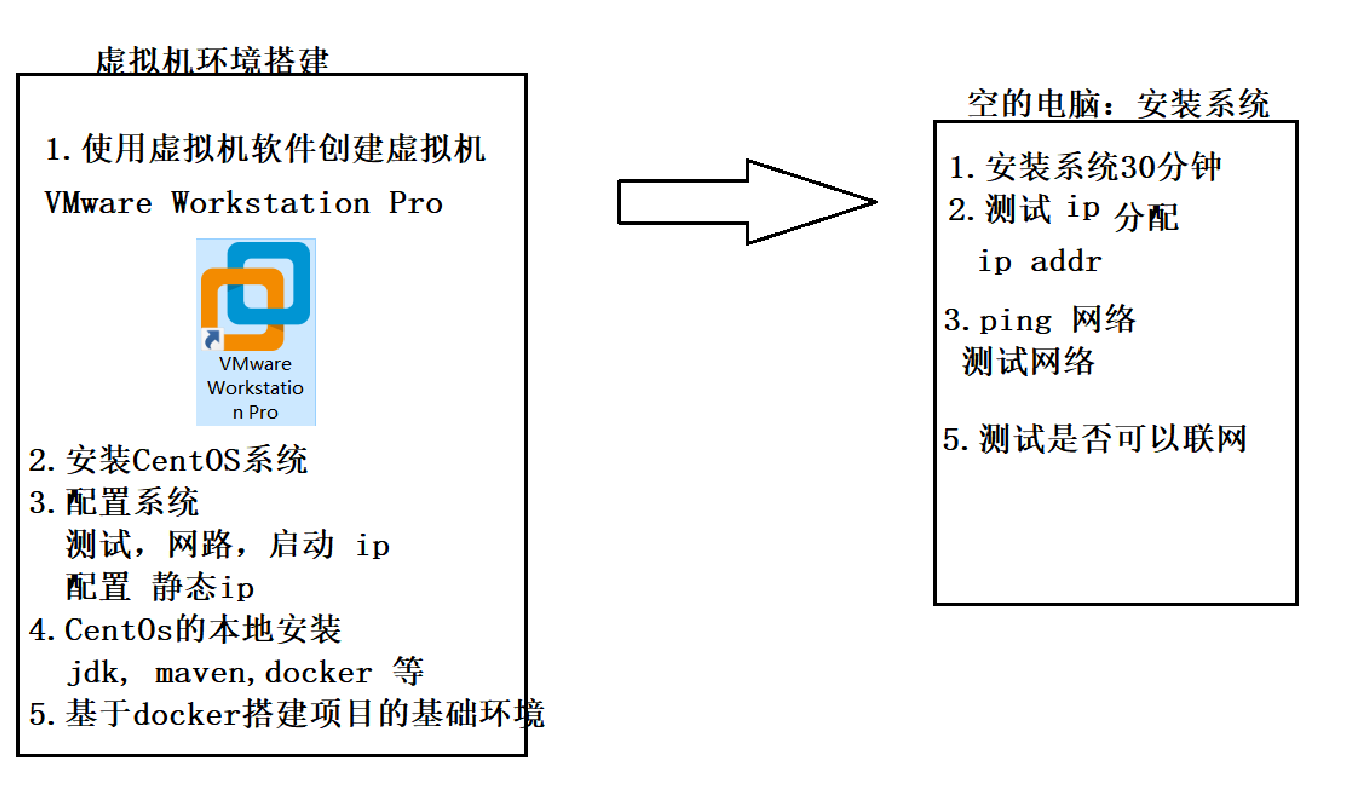 虚拟机环境搭建
1.使用虚拟机软件创建虚拟机
VMware Workstation Pro
VMware
Workstatio
n Pro
2.安装CentOS系统
3.配置系统
测试，网路，启动 ip
配置 静态ip
4.CentOs的本地安装
jdk, maven,docker 等
5.基于docker搭建项目的基础环境
空的电脑：安装系统
1.安装系统30分钟
2.测试 ip 分配
ip addr
3.ping 网络
测试网络
5.测试是否可以联网